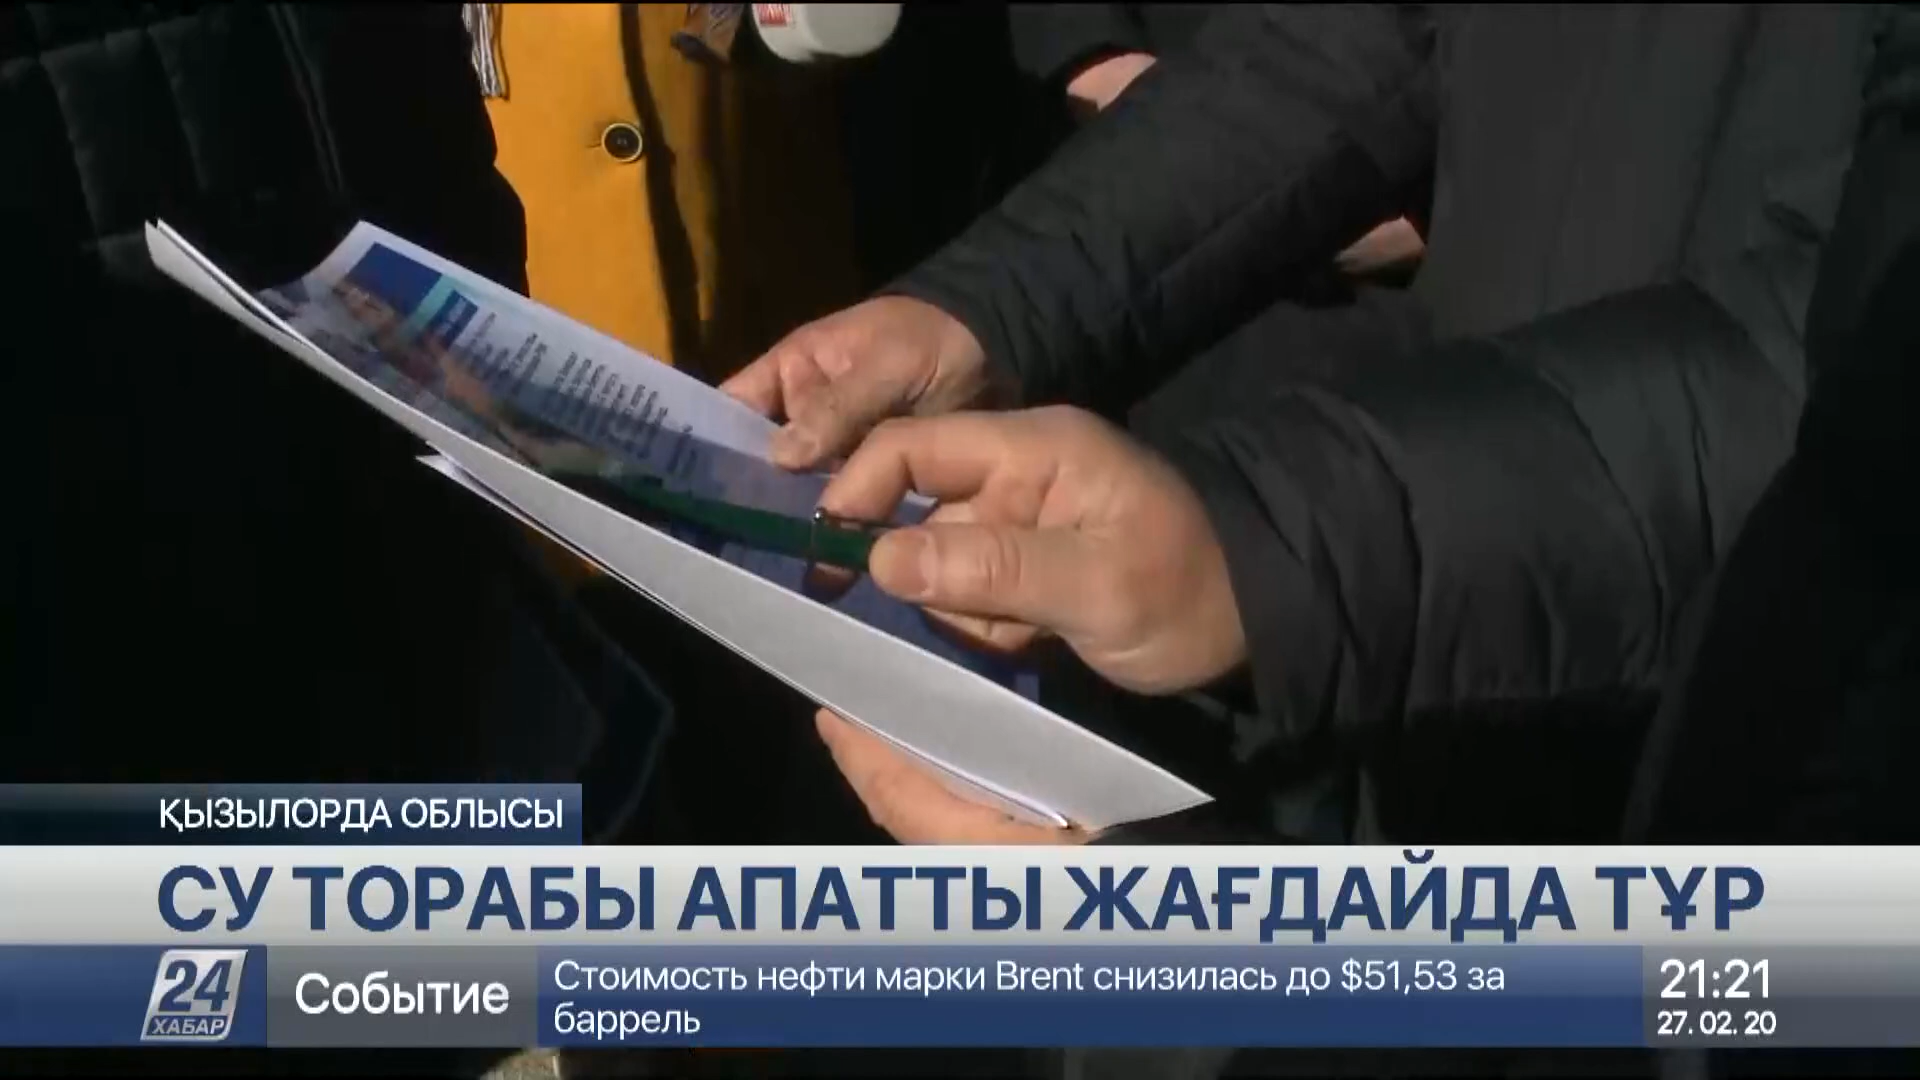 ҚЫЗЫЛОРДА ОБЛЫСЫ
СУ ТОРАБЫ АПАТТЫ ЖАҒДАЙДА ТҰР
24
ХАБАР
Событие
Стоимость нефти марки Brent снизилась до $51,53 за
баррель
21:21
27. 02. 20